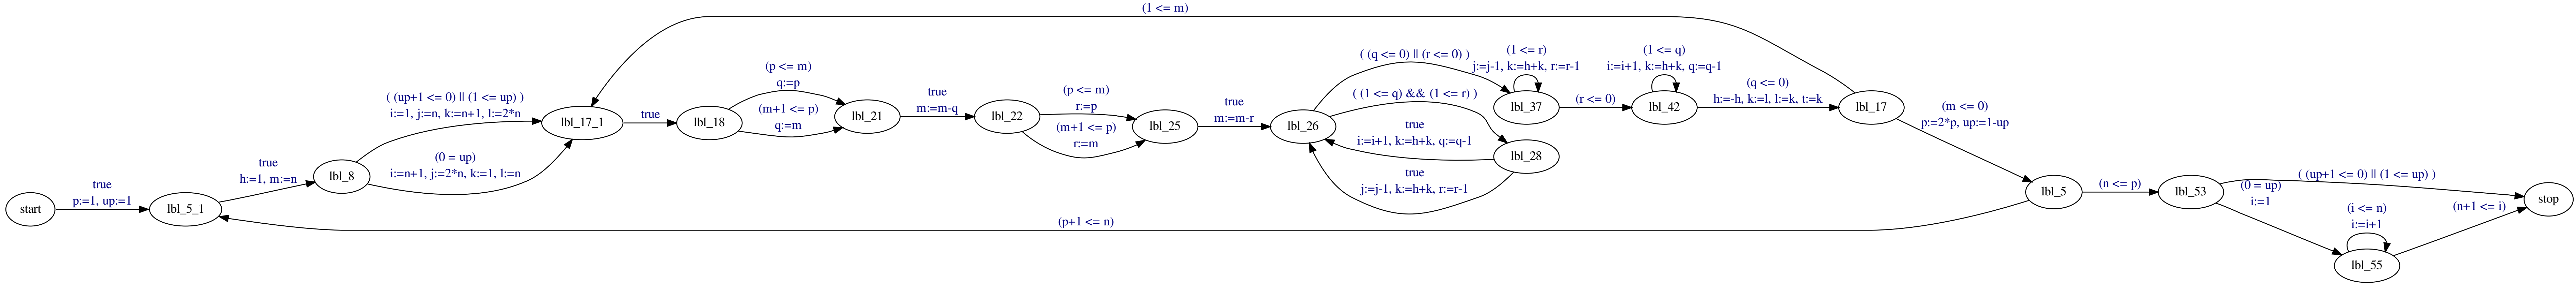 (1 <= m)
( (q <= 0) || (r <= 0) )
(1 <= r)
j:=j-1, k:=h+k, r:=r-1
(1 <= q)
i:=i+1, k:=h+k, q:=q-1
(p <= m)
q:=p
(q <= 0)
h:=-h, k:=l, l:=k, t:=k
( (up+1 <= 0) || (1 <= up) )
i:=1, j:=n, k:=n+1, l:=2*n
(p <= m)
r:=p
true
m:=m-q
( (1 <= q) && (1 <= r) )
true
m:=m-r
(r <= 0)
lbl_37
lbl_42
lbl_17
(m <= 0)
p:=2*p, up:=1-up
(m+1 <= p)
q:=m
true
lbl_17_1
lbl_18
lbl_21
lbl_22
lbl_25
lbl_26
(m+1 <= p)
r:=m
true
i:=i+1, k:=h+k, q:=q-1
lbl_28
true
h:=1, m:=n
lbl_8
(0 = up)
i:=n+1, j:=2*n, k:=1, l:=n
true
j:=j-1, k:=h+k, r:=r-1
true
p:=1, up:=1
start
lbl_5_1
lbl_5
(n <= p)
lbl_53
( (up+1 <= 0) || (1 <= up) )
(0 = up)
i:=1
stop
(p+1 <= n)
(i <= n)
i:=i+1
(n+1 <= i)
lbl_55